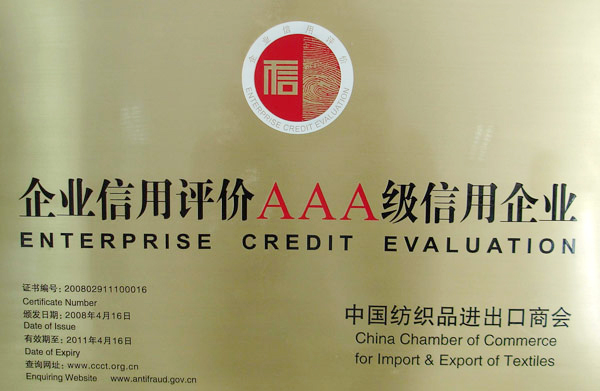 企业信用评价
信
ENTERPRISE CREDIT EVALUATION
企业信用评价AAA级信用企业
ENTERPRISE CREDIT EVALUATION
证书编号:200802911100016
Certificate Number
颁发日期:2008年4月16日
Date of Issue
有效期至:2011年4月16日
Date of Expiry
查询网址:www.ccct.org.cn
Enquiring Website www.antifraud.gov.cn
中国纺织品进出口商会
China Chamber of Commerce
for Import & Export of Textiles